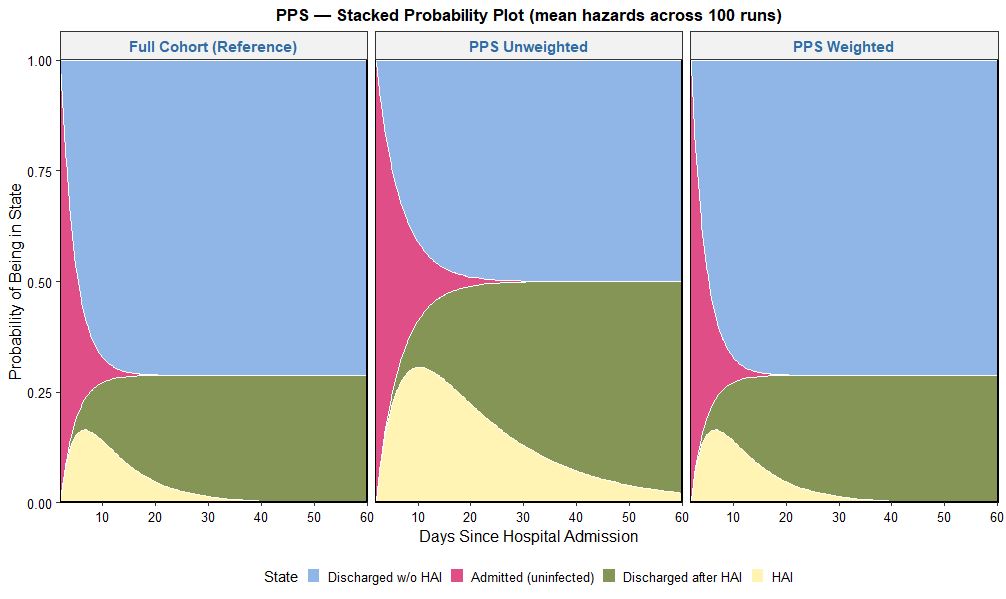 PPS — Stacked Probability Plot (mean hazards across 100 runs)
Full Cohort (Reference)
PPS Unweighted
PPS Weighted
Probability of Being in State
1.00
0.75
0.50
0.25
0.00
10 20 30 40 50 60
10 20 30 40 50 60
10 20 30 40 50 60
Days Since Hospital Admission
State Discharged w/o HAI Admitted (uninfected) Discharged after HAI HAI